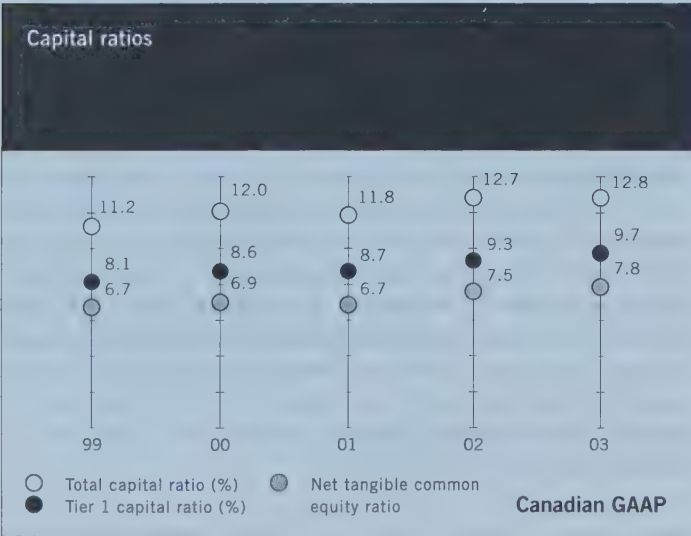 Capital ratios
11.2
12.0
11.8
12.7
12.8
8.1
8.6
8.7
9.3
9.7
6.7
6.9
6.7
7.5
7.8
99 00 01 02 03
Total capital ratio (%)
Tier 1 capital ratio (%)
Net tangible common
equity ratio
Canadian GAAP